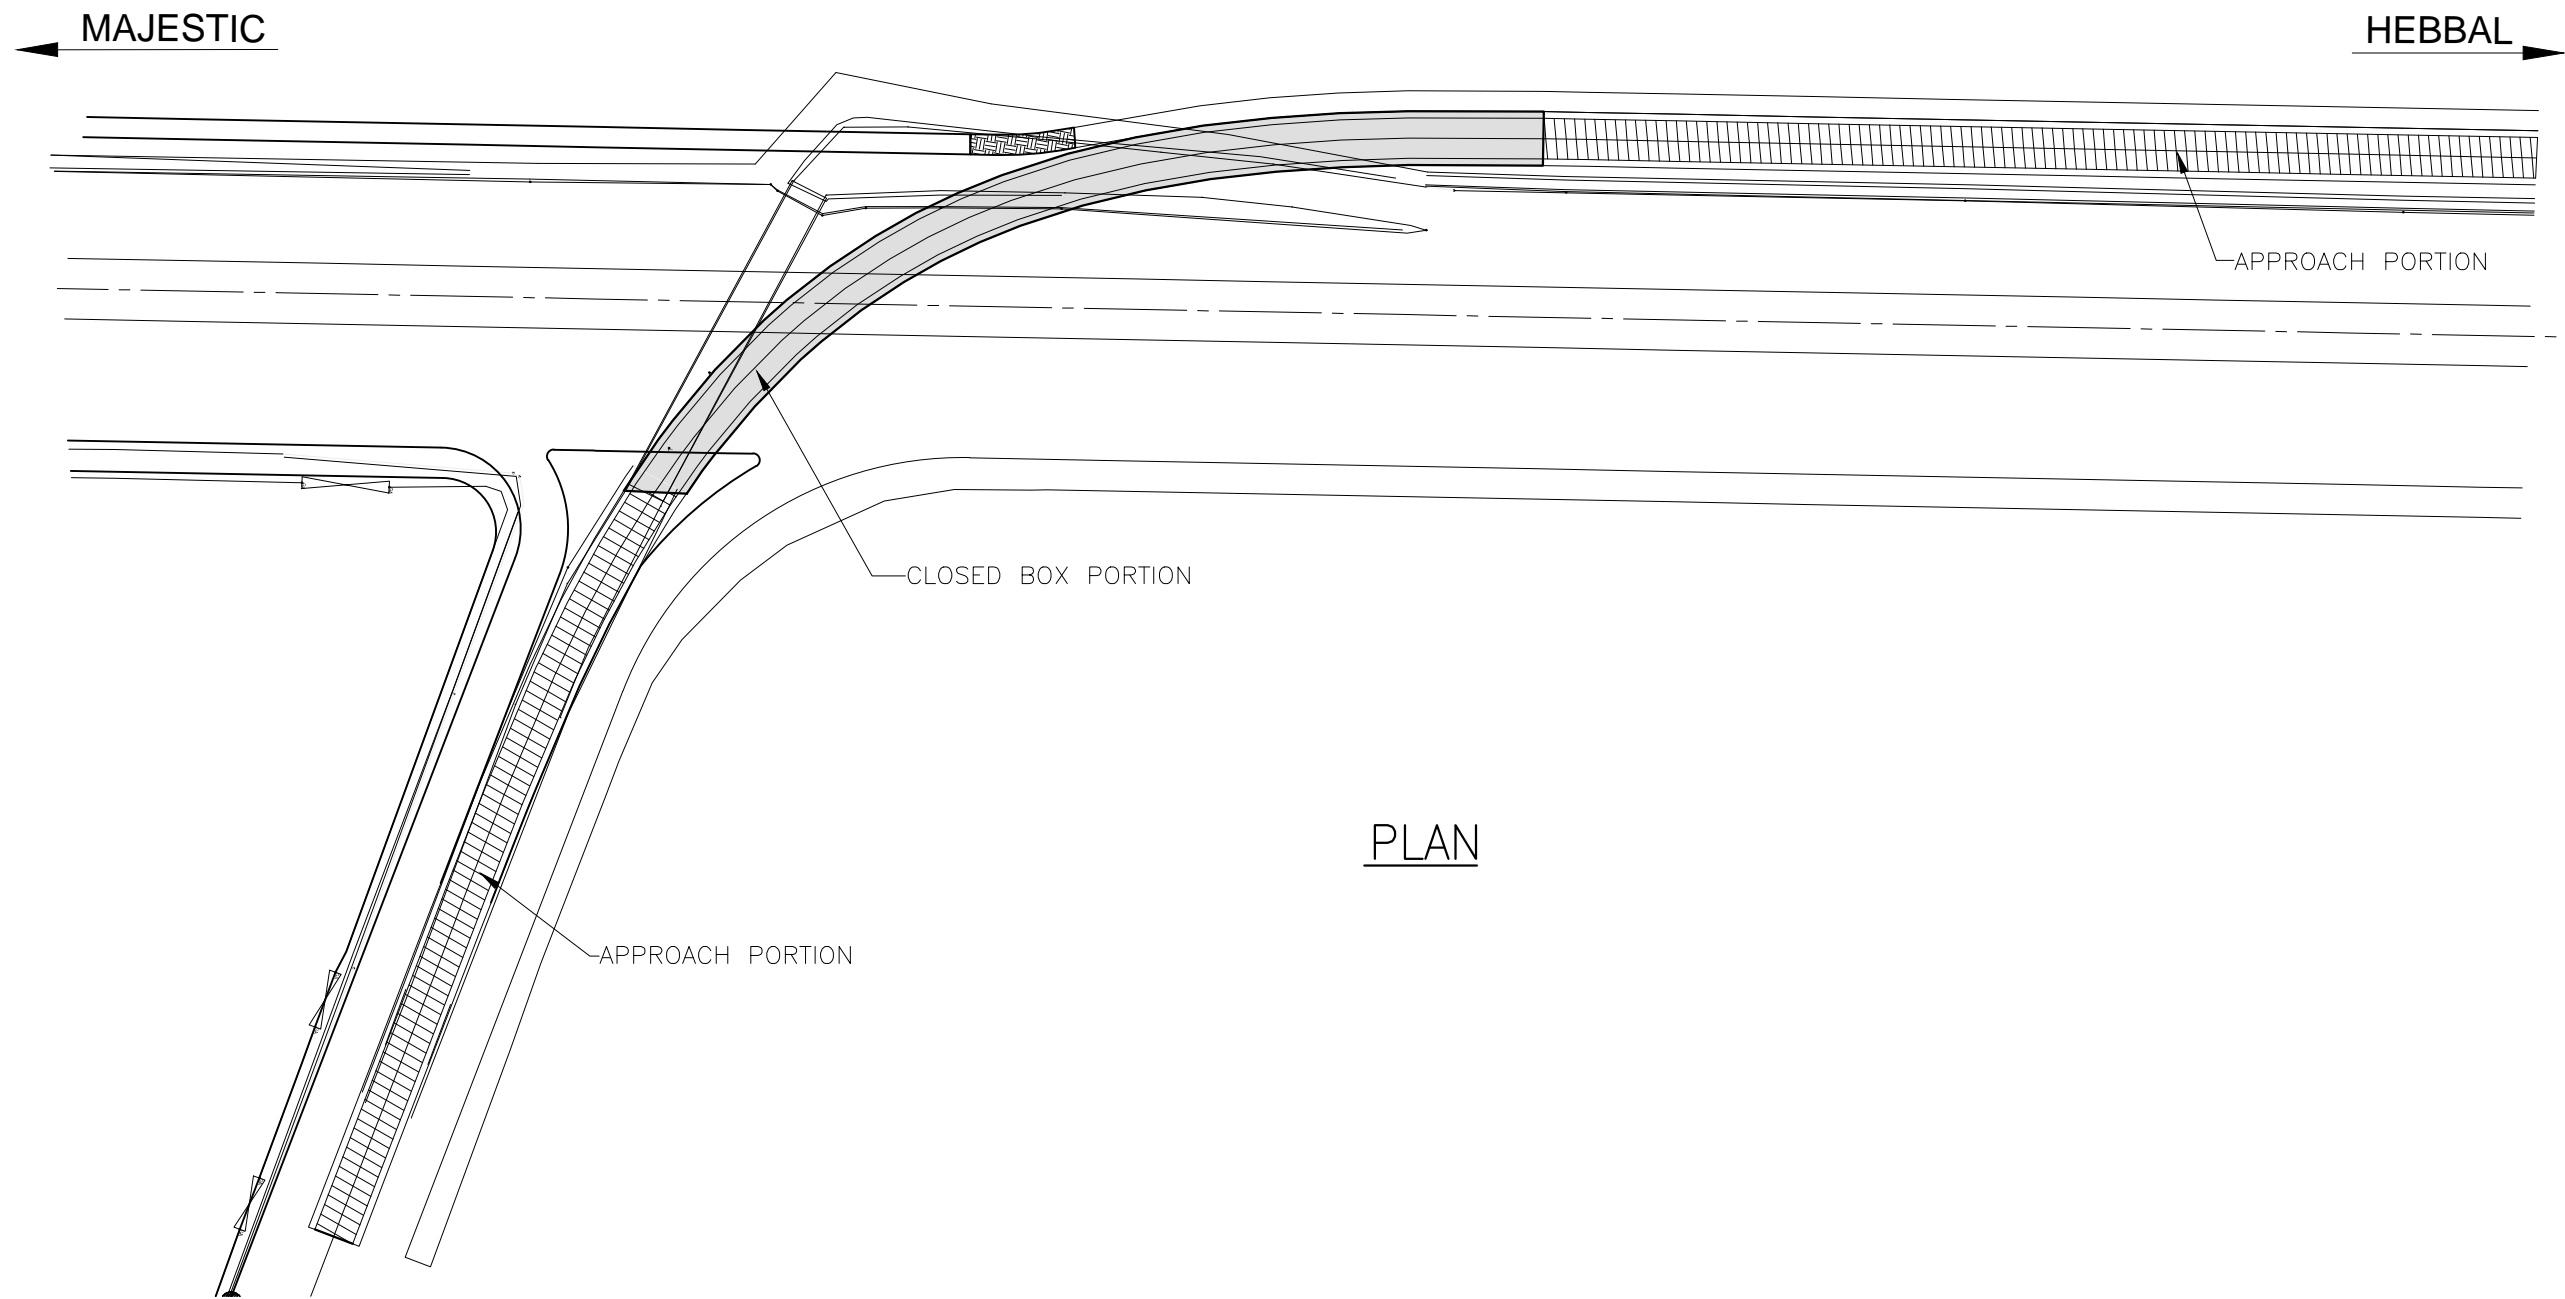 MAJESTIC
HEBBAL
APPROACH PORTION
CLOSED BOX PORTION
PLAN
APPROACH PORTION